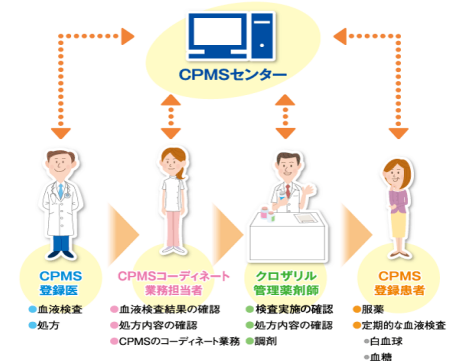 CPMSセンター
CPMS
登録医
●血液検査
●処方
CPMSコーディネート
業務担当者
●血液検査結果の確認
●処方内容の確認
●CPMSのコーディネート業務
クロザリル
管理薬剤師
●検査実施の確認
●処方内容の確認
●調剤
CPMS
登録患者
●服薬
●定期的な血液検査
●白血球
●血糖